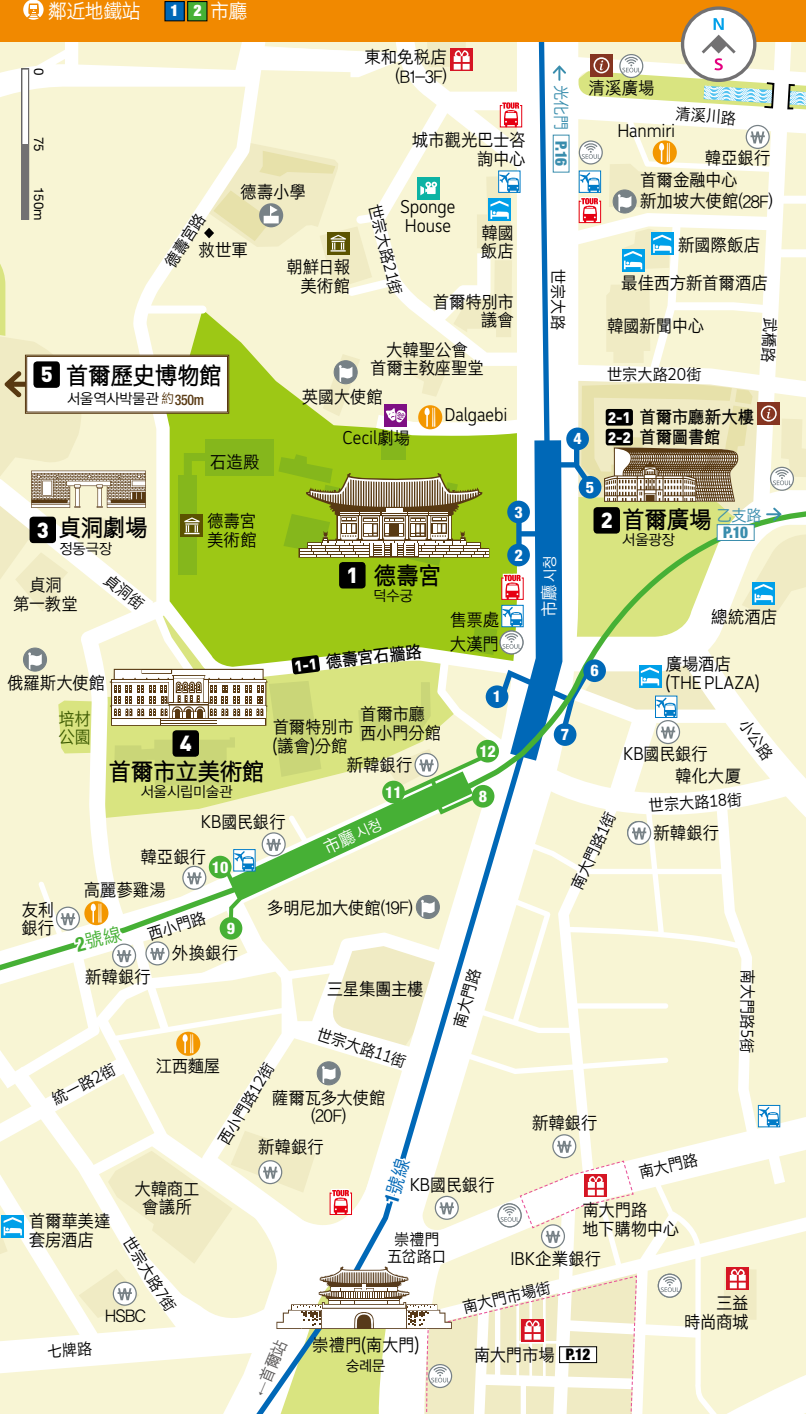 鄰近地鐵站 1 2 市廳
N
S
0
75
150m
東和免税店
(B1–3F)
SEOUL
清溪廣場
清溪川路
←光化門 P.16
TOUR
城市觀光巴士咨
詢中心
SEOUL
Hanmiri
韓亞銀行
首爾金融中心
新加坡大使館(28F)
TOUR
德壽小學
德壽宮路
救世軍
Sponge
House
韓國
飯店
世宗大路21街
朝鮮日報
美術館
新國際飯店
最佳西方新首爾酒店
世宗大路
首爾特別市
議會
韓國新聞中心
武橋路
大韓聖公會
首爾主教座聖堂
世宗大路20街
5 首爾歷史博物館
서울역사박물관 約350m
英國大使館
Cecil劇場
Dalgaebi
2-1 首爾市廳新大樓
2-2 首爾圖書館
4
5
SEOUL
石造殿
3 貞洞劇場
정동극장
德壽宮
美術館
1 德壽宮
덕수궁
3
2
2 首爾廣場
서울광장
乙支路→
P.10
市廳 시청
貞洞
第一教堂
貞洞街
TOUR
售票處
大漢門
SEOUL
總統酒店
1-1 德壽宮石牆路
俄羅斯大使館
1
6
7
廣場酒店
(THE PLAZA)
培材
公園
4
首爾市立美術館
서울시립미술관
首爾特別市
(議會)分館
首爾市廳
西小門分館
新韓銀行
12
11
8
KB國民銀行
韓化大厦
小公路
世宗大路18街
市廳 시청
KB國民銀行
韓亞銀行
10
新韓銀行
南大門路1街
高麗蔘雞湯
友利
銀行
西小門路
9
2號線
多明尼加大使館(19F)
外換銀行
新韓銀行
三星集團主樓
南大門路
南大門路5街
世宗大路11街
江西麵屋
統一路2街
西小門路12街
薩爾瓦多大使館
(20F)
新韓銀行
新韓銀行
南大門路
大韓商工
會議所
TOUR
1號線
KB國民銀行
SEOUL
南大門路
地下購物中心
首爾華美達
套房酒店
世宗大路7街
崇禮門
五岔路口
IBK企業銀行
HSBC
南大門市場街
SEOUL
三益
時尚商城
七牌路
崇禮門(南大門)
숭례문
←首爾站
南大門市場 P.12
SEOUL